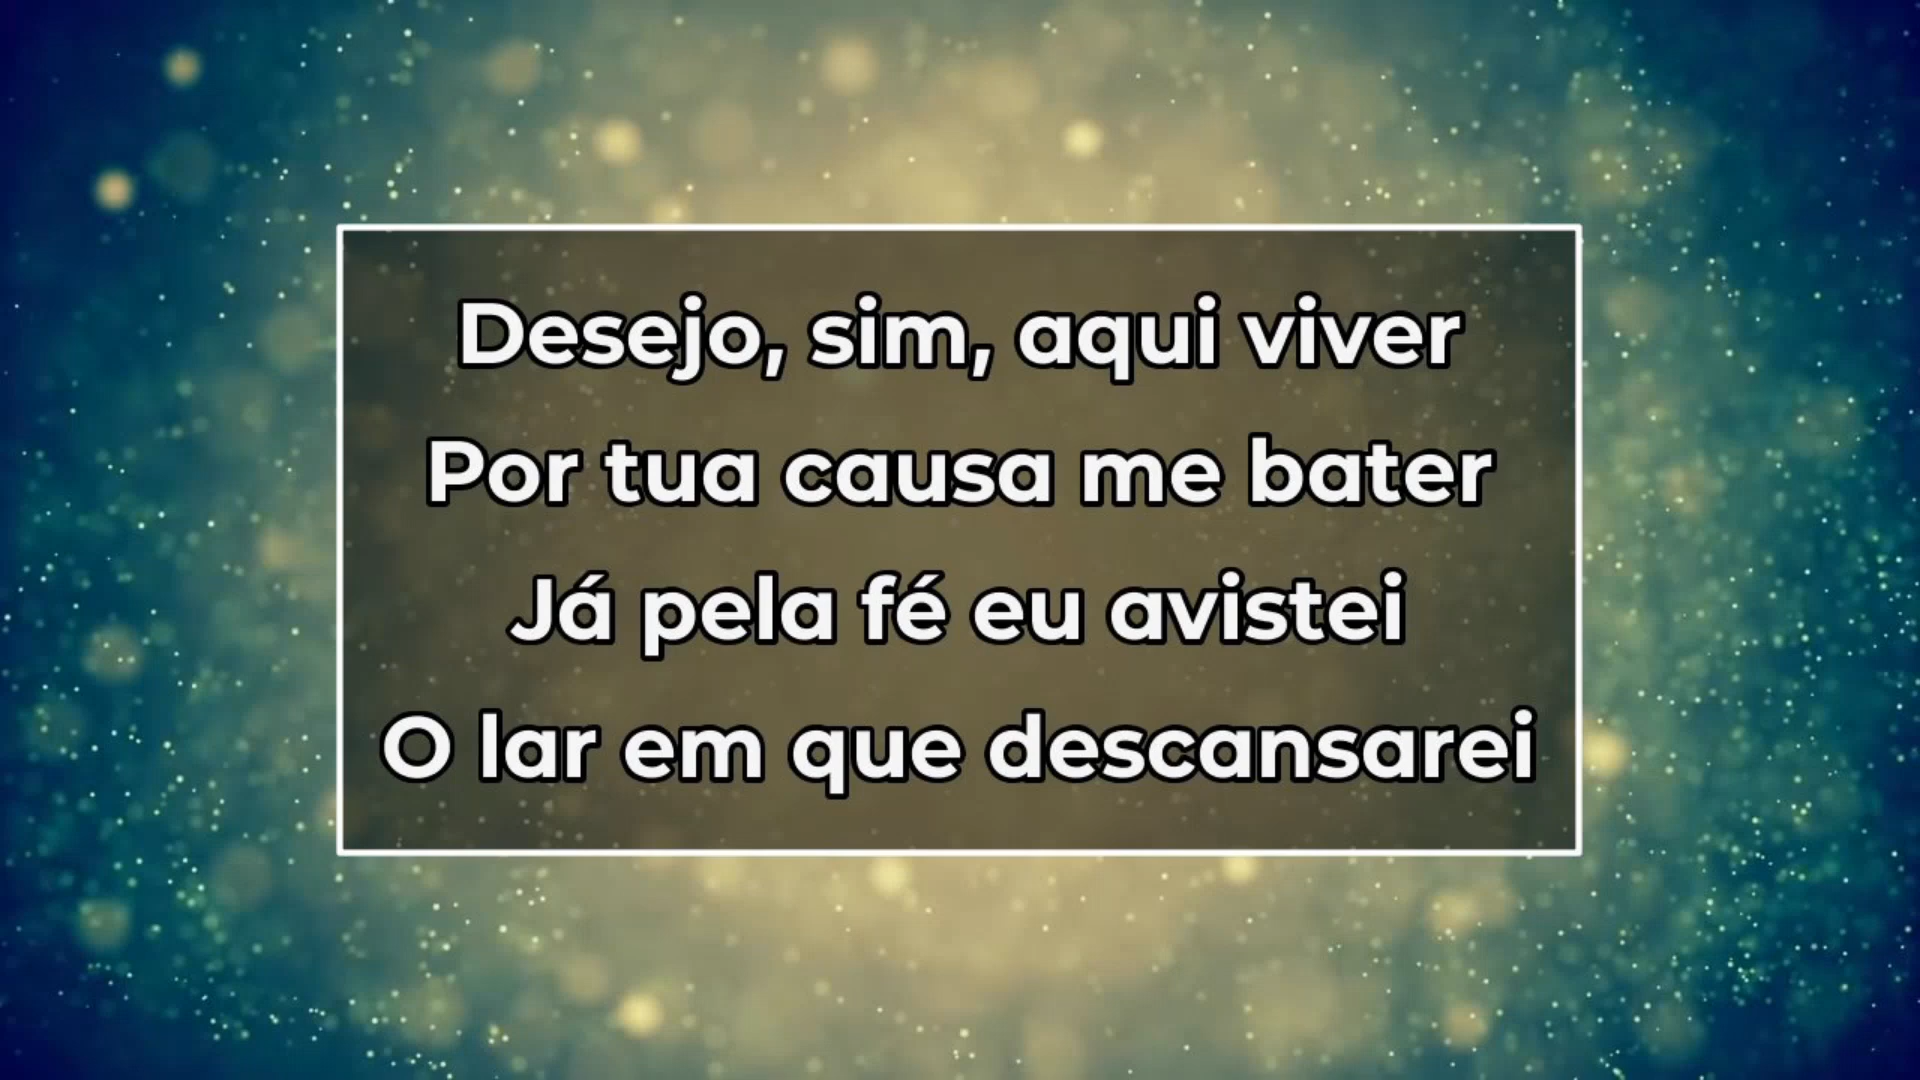 Desejo, sim, aqui viver
Por tua causa me bater
Já pela fé eu avistei
O lar em que descansarei